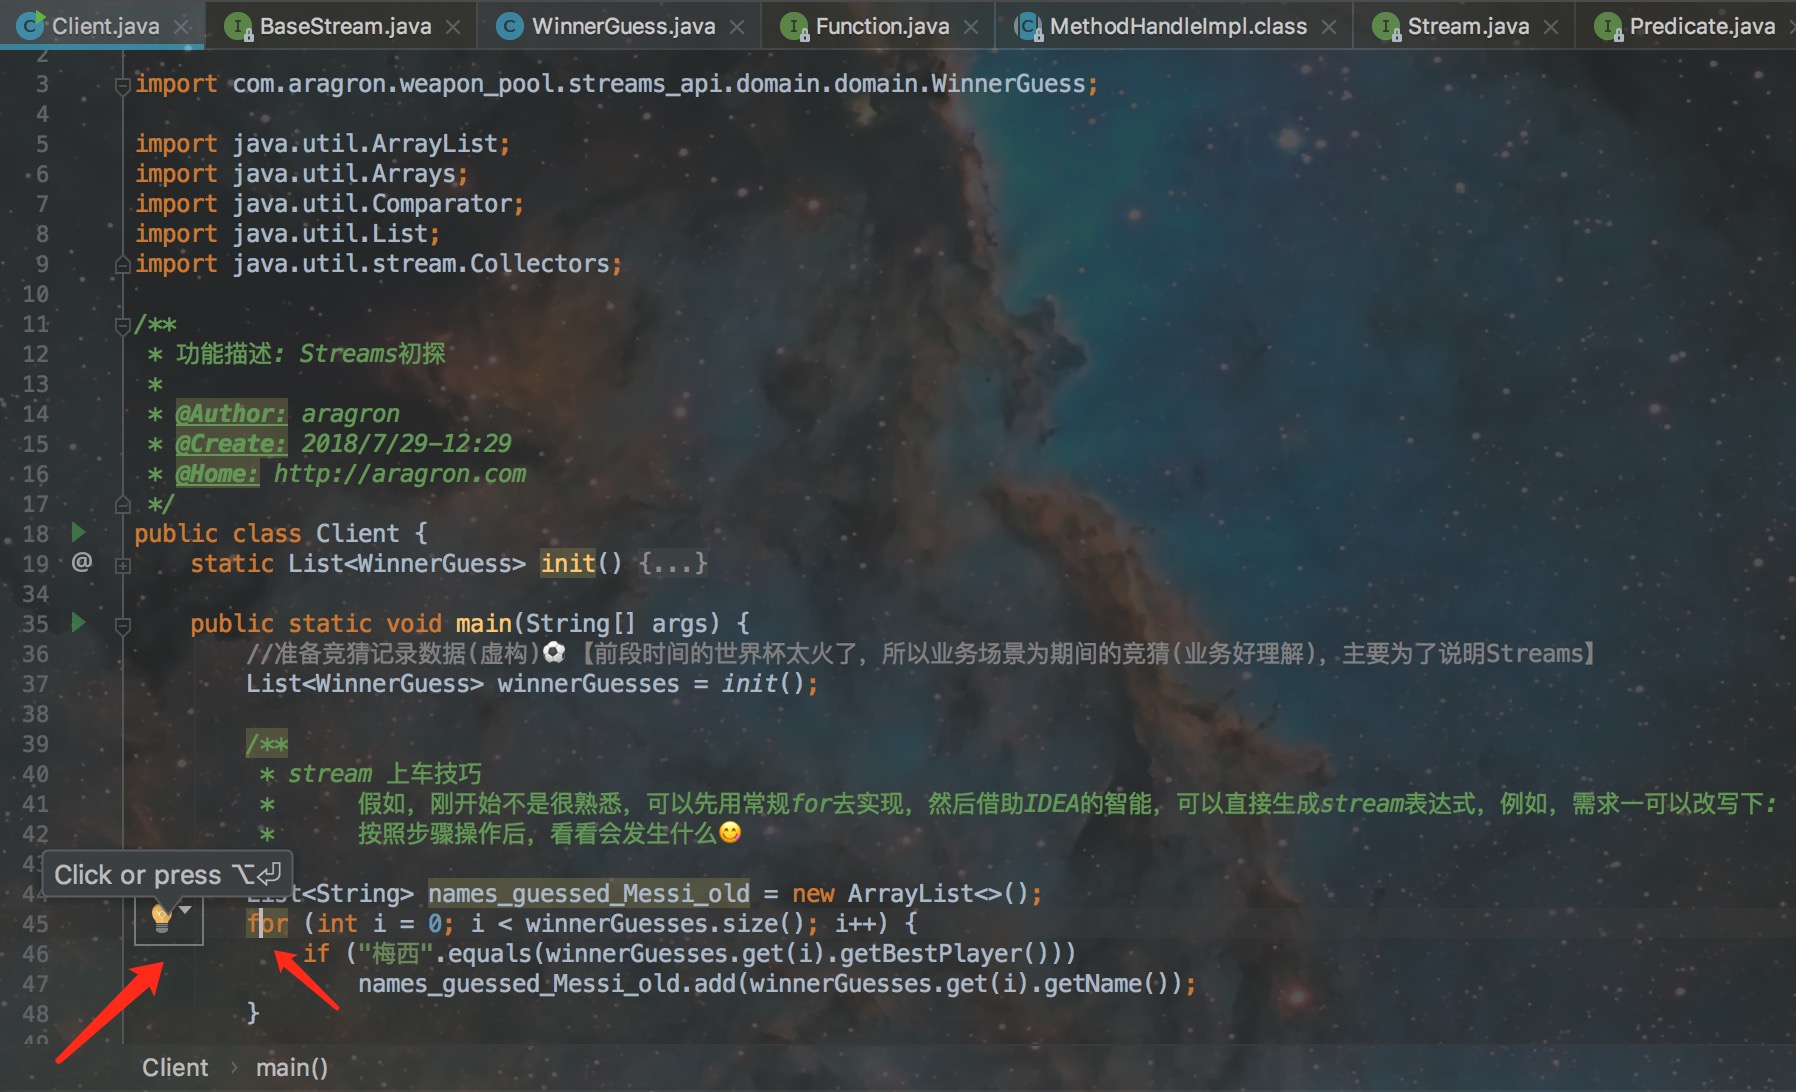 Client.java BaseStream.java WinnerGuess.java Function.java MethodHandleImpl.class Stream.java Predicate.java
2
3 import com.aragron.weapon_pool.streams_api.domain.domain.WinnerGuess;
4
5 import java.util.ArrayList;
6 import java.util.Arrays;
7 import java.util.Comparator;
8 import java.util.List;
9 import java.util.stream.Collectors;
10
11 /**
12 * 功能描述: Streams初探
13 *
14 * @Author: aragron
15 * @Create: 2018/7/29-12:29
16 * @Home: http://aragron.com
17 */
18 public class Client {
19 @ static List<WinnerGuess> init() {...}
34
35 public static void main(String[] args) {
36 //准备竞猜记录数据(虚构)⚽【前段时间的世界杯太火了, 所以业务场景为期间的竞猜(业务好理解), 主要为了说明Streams】
37 List<WinnerGuess> winnerGuesses = init();
38
39 /**
40 * stream 上车技巧
41 * 假如, 刚开始不是很熟悉, 可以先用常规for去实现, 然后借助IDEA的智能, 可以直接生成stream表达式, 例如, 需求一可以改写下:
42 * 按照步骤操作后, 看看会发生什么😋
Click or press ⌥⏎
t<String> names_guessed_Messi_old = new ArrayList<>();
45 for (int i = 0; i < winnerGuesses.size(); i++) {
46 if ("梅西".equals(winnerGuesses.get(i).getBestPlayer()))
47 names_guessed_Messi_old.add(winnerGuesses.get(i).getName());
48 }
49
Client › main()